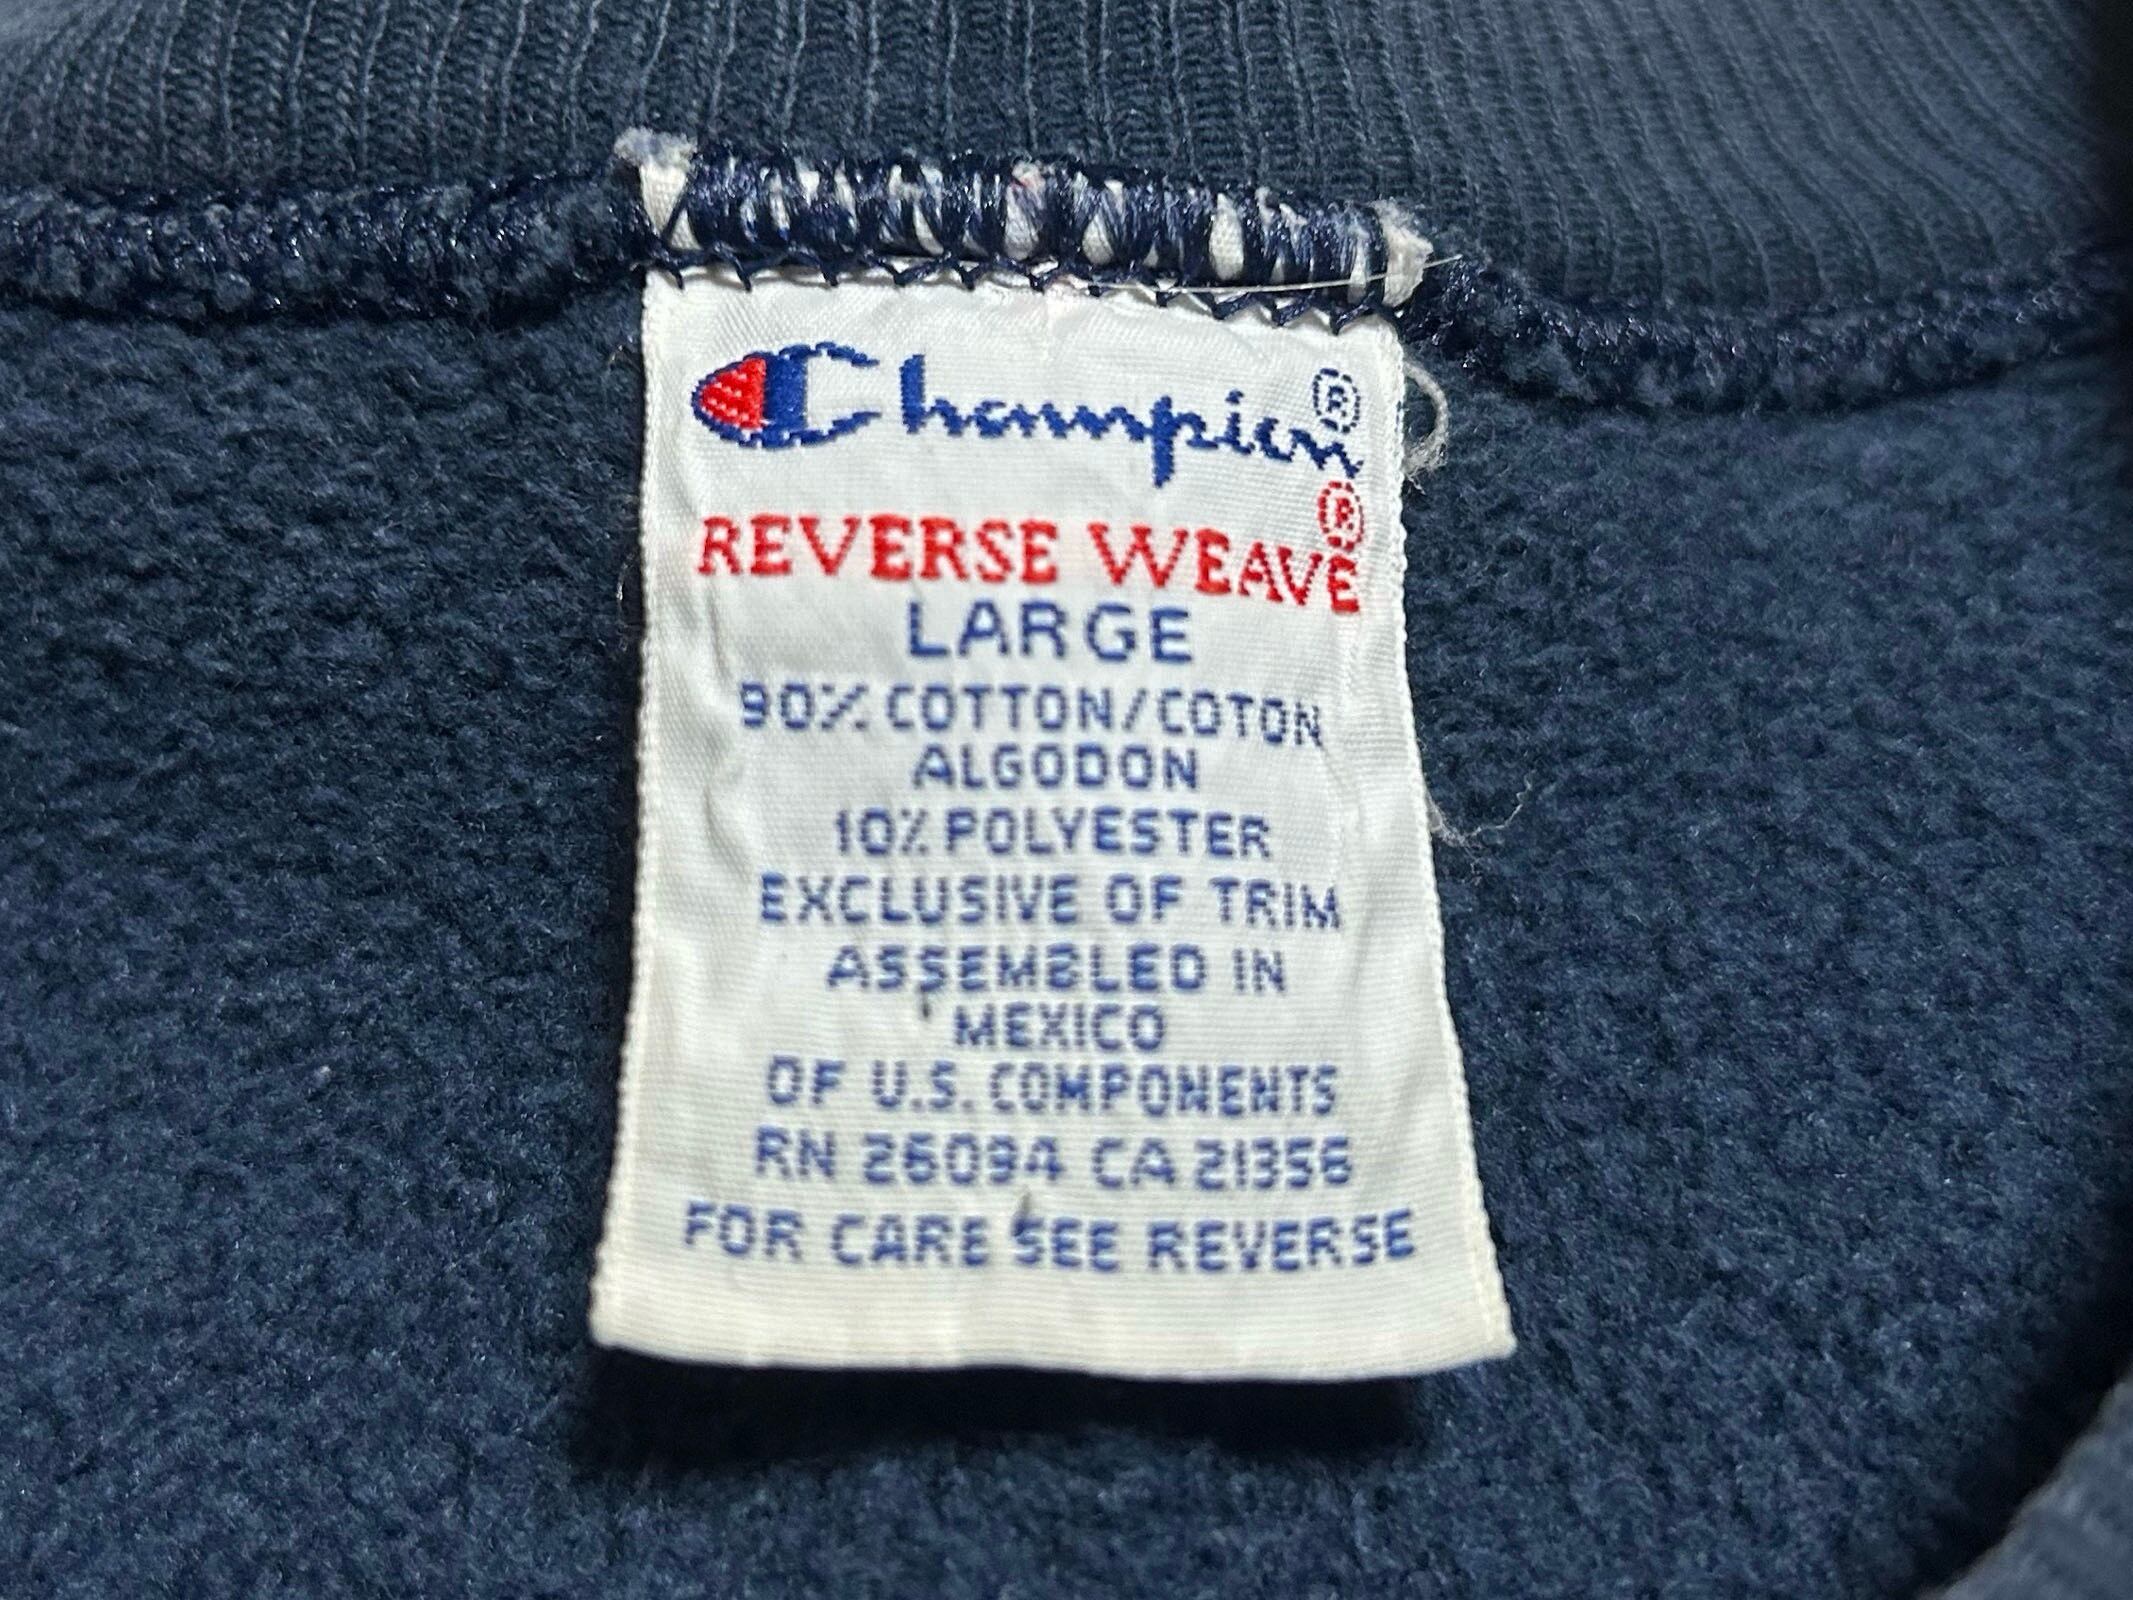 Champion®
REVERSE WEAVE®
LARGE
90% COTTON/COTON
ALGODON
10% POLYESTER
EXCLUSIVE OF TRIM
ASSEMBLED IN
MEXICO
OF U.S. COMPONENTS
RN 26094 CA 21356
FOR CARE SEE REVERSE